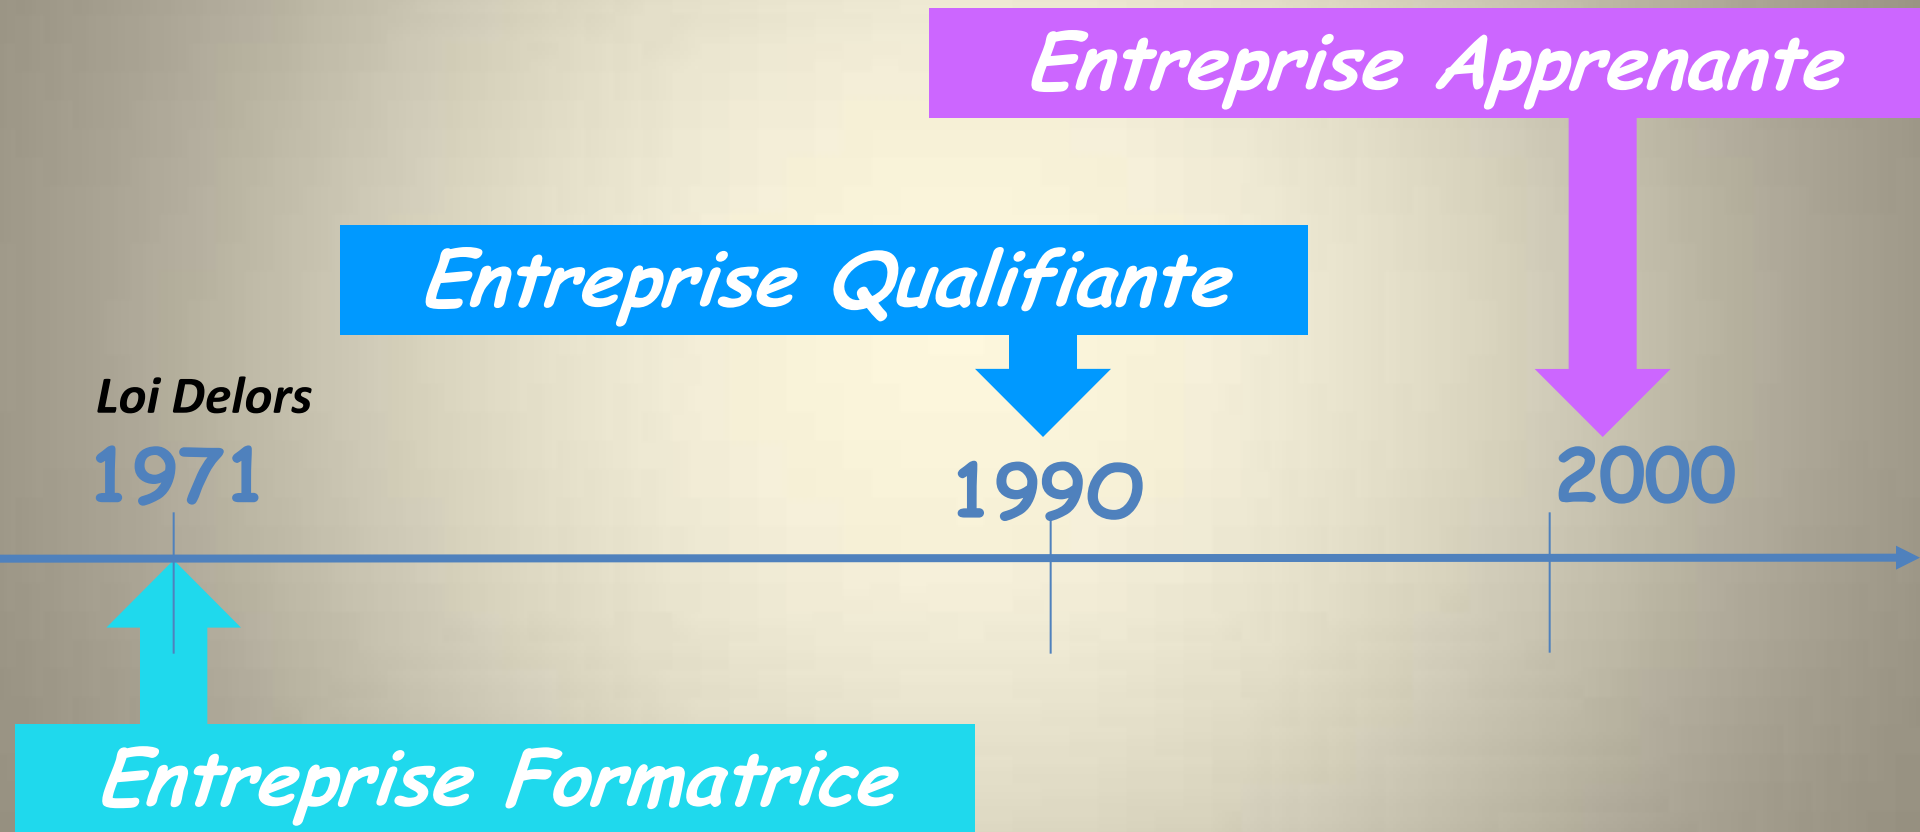 Entreprise Apprenante
Entreprise Qualifiante
Loi Delors
1971
1990
2000
Entreprise Formatrice